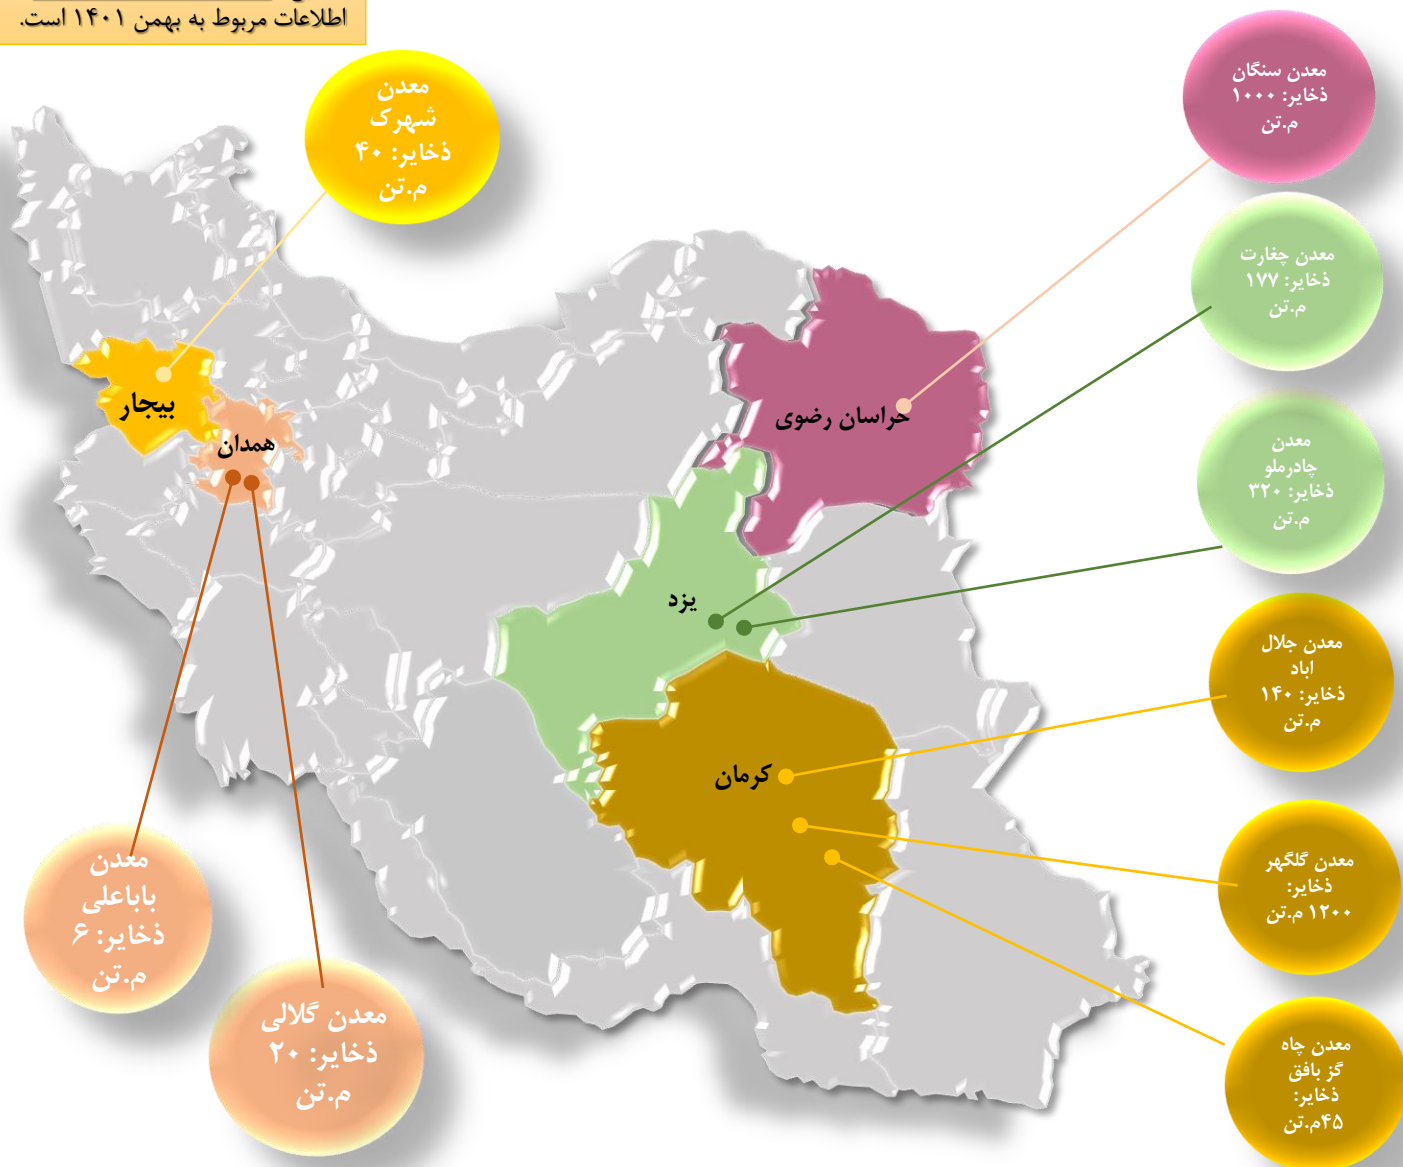 اطلاعات مربوط به بهمن ۱۴۰۱ است.
معدن سنگان
ذخایر: ۱۰۰۰
م.تن
معدن
شهرک
ذخایر: ۴۰
م.تن
معدن چغارت
ذخایر: ۱۷۷
م.تن
بیجار
همدان
خراسان رضوی
معدن
چادرملو
ذخایر: ۳۲۰
م.تن
یزد
معدن جلال
اباد
ذخایر: ۱۴۰
م.تن
کرمان
معدن گلگهر
ذخایر:
۱۲۰۰ م.تن
معدن
باباعلی
ذخایر: ۶
م.تن
معدن گلالی
ذخایر: ۲۰
م.تن
معدن چاه
گز بافق
ذخایر:
۴۵م.تن